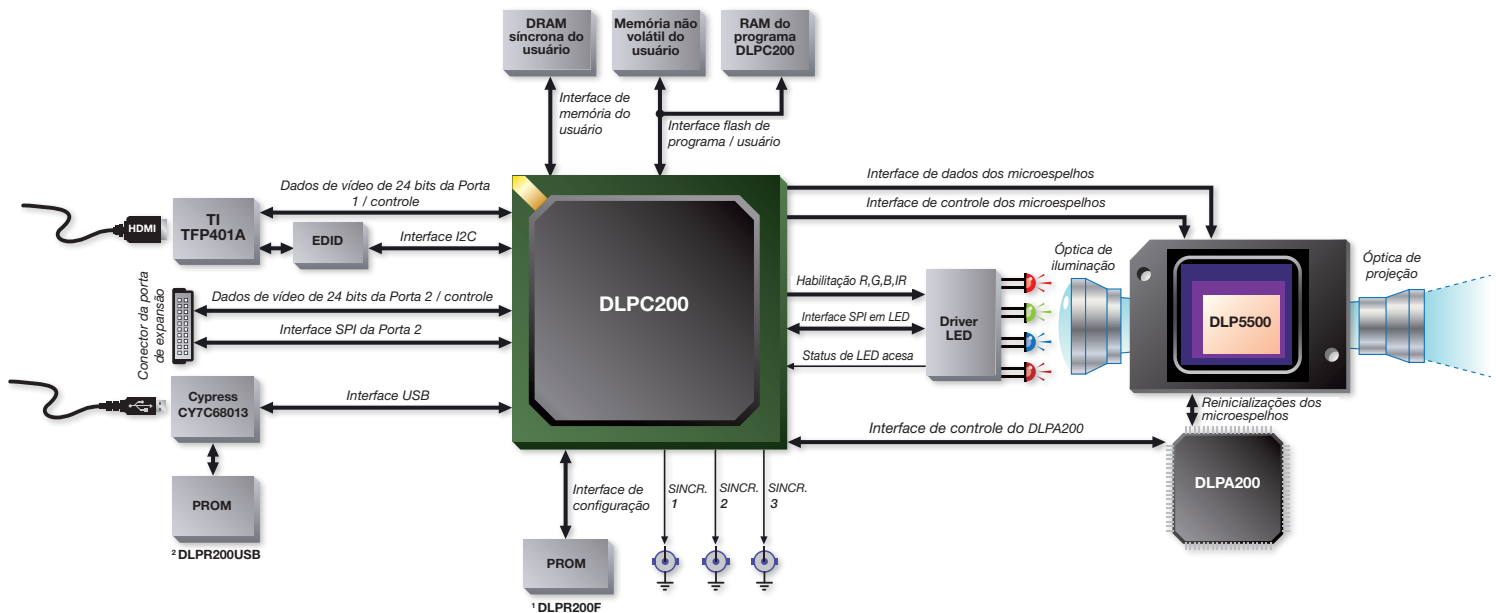 DRAM
síncrona do
usuário
Memória não
volátil do
usuário
RAM do
programa
DLPC200
Interface de
memória do
usuário
Interface flash de
programa / usuário
Dados de vídeo de 24 bits da Porta
1 / controle
HDMI
TI
TFP401A
EDID
Interface I2C
Conector da porta
de expansão
Dados de vídeo de 24 bits da Porta 2 / controle
Interface SPI da Porta 2
Cypress
CY7C68013
Interface USB
PROM
² DLPR200USB
DLPC200
Interface de
configuração
PROM
¹ DLPR200F
SINCR.
1
SINCR.
2
SINCR.
3
Interface de dados dos microespelhos
Interface de controle dos microespelhos
Habilitação R,G,B,IR
Interface SPI em LED
Status de LED acesa
Driver
LED
Óptica de
iluminação
DLP5500
Óptica de
projeção
Reinicializações dos
microespelhos
Interface de controle do DLPA200
DLPA200